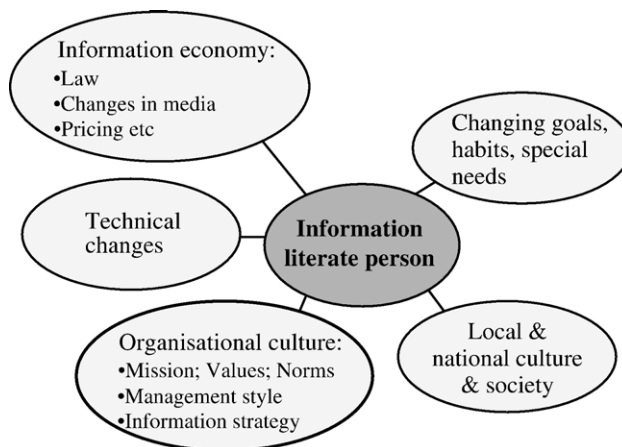 Information economy:
•Law
•Changes in media
•Pricing etc
Changing goals,
habits, special
needs
Technical
changes
Information
literate person
Organisational culture:
•Mission; Values; Norms
•Management style
•Information strategy
Local &
national culture
& society